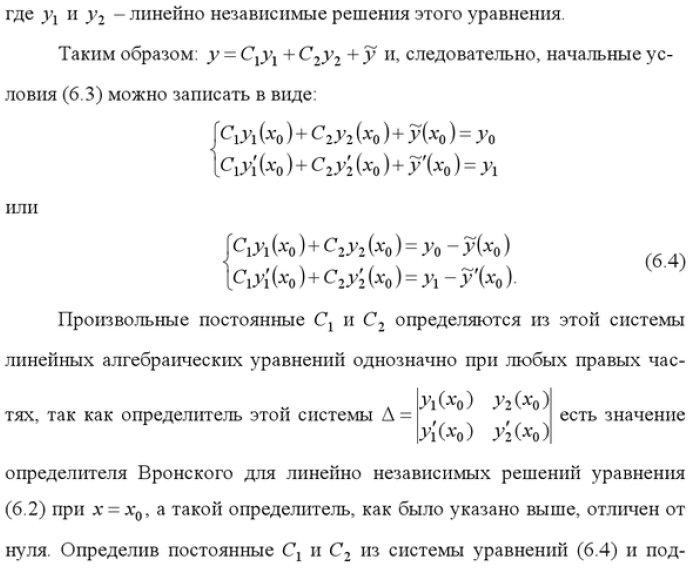 где y₁ и y₂ – линейно независимые решения этого уравнения.
Таким образом: y = C₁y₁ + C₂y₂ + ỹ и, следовательно, начальные ус-
ловия (6.3) можно записать в виде:
{C₁y₁(x₀) + C₂y₂(x₀) + ỹ(x₀) = y₀
C₁y₁′(x₀) + C₂y₂′(x₀) + ỹ′(x₀) = y₁
или
{C₁y₁(x₀) + C₂y₂(x₀) = y₀ − ỹ(x₀)
C₁y₁′(x₀) + C₂y₂′(x₀) = y₁ − ỹ′(x₀).
(6.4)
Произвольные постоянные C₁ и C₂ определяются из этой системы
линейных алгебраических уравнений однозначно при любых правых час-
тях, так как определитель этой системы Δ = |y₁(x₀) y₂(x₀)| есть значение
|y₁′(x₀) y₂′(x₀)|
определителя Вронского для линейно независимых решений уравнения
(6.2) при x = x₀, а такой определитель, как было указано выше, отличен от
нуля. Определив постоянные C₁ и C₂ из системы уравнений (6.4) и под-